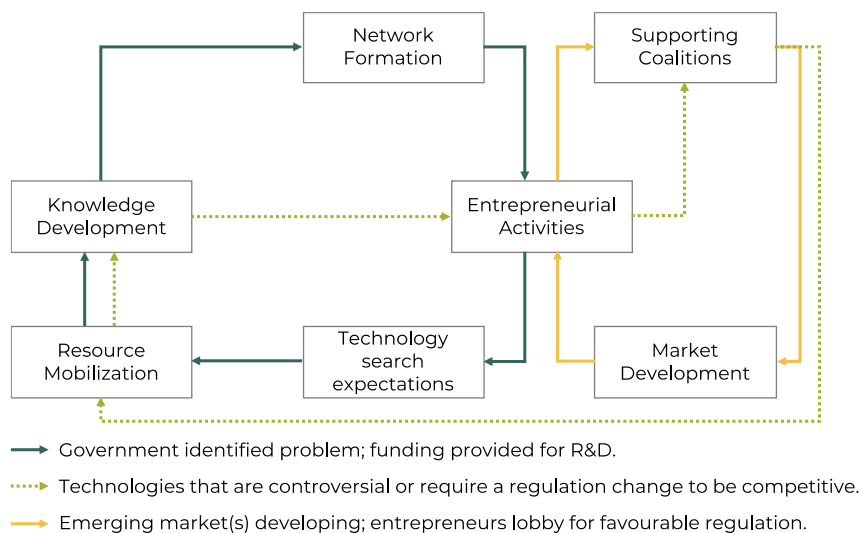 Network
Formation
Supporting
Coalitions
Knowledge
Development
Entrepreneurial
Activities
Resource
Mobilization
Technology
search
expectations
Market
Development
Government identified problem; funding provided for R&D.
Technologies that are controversial or require a regulation change to be competitive.
Emerging market(s) developing; entrepreneurs lobby for favourable regulation.